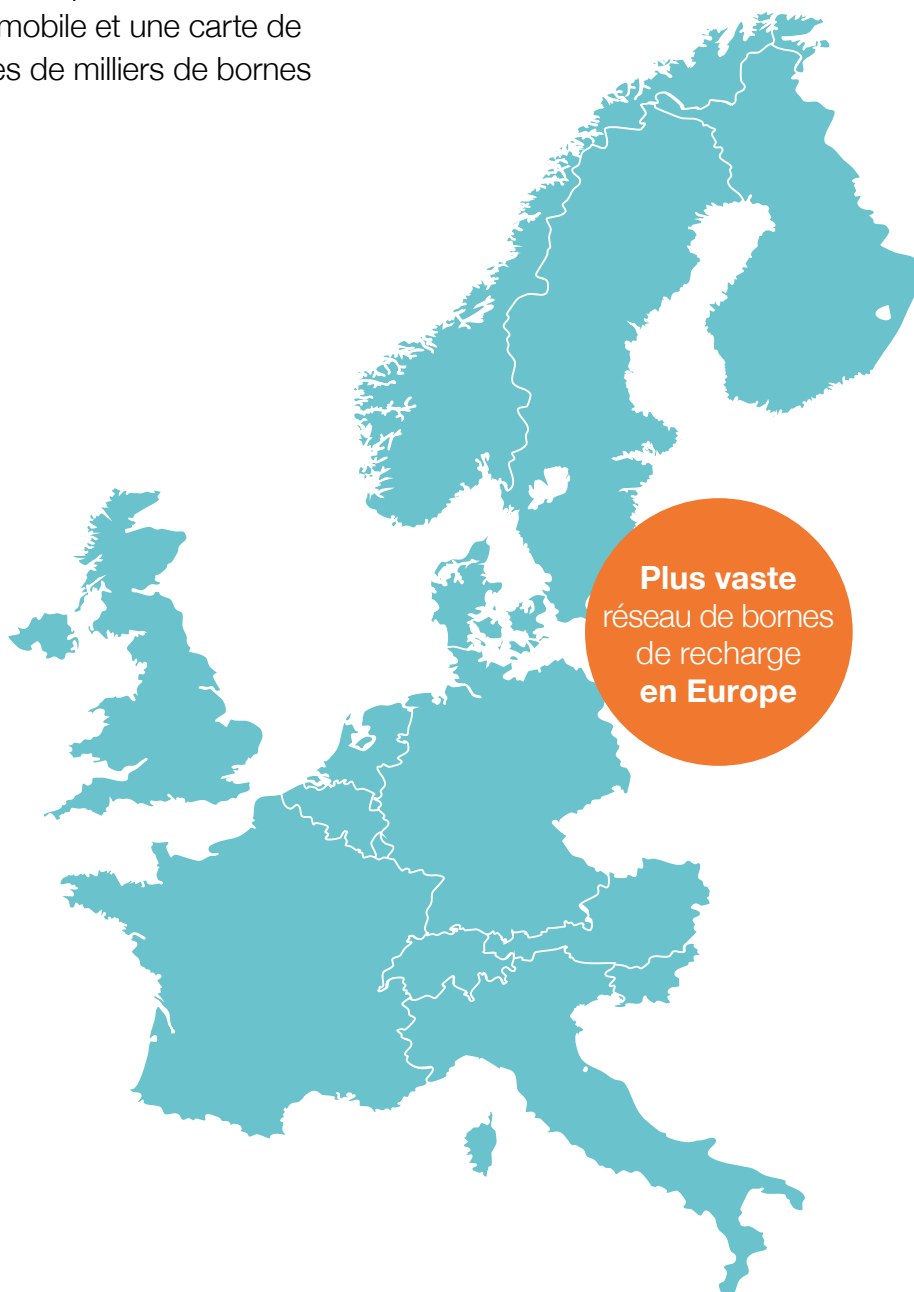 mobile et une carte de
es de milliers de bornes
Plus vaste
réseau de bornes
de recharge
en Europe